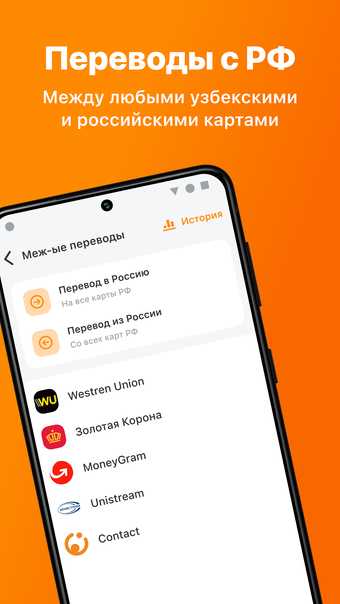 Переводы с РФ
Между любыми узбекскими
и российскими картами
История
Меж-ые переводы
Перевод в Россию
На все карты РФ
Перевод из России
Со всех карт РФ
WU
Westren Union
Золотая Корона
MoneyGram
Unistream
Contact